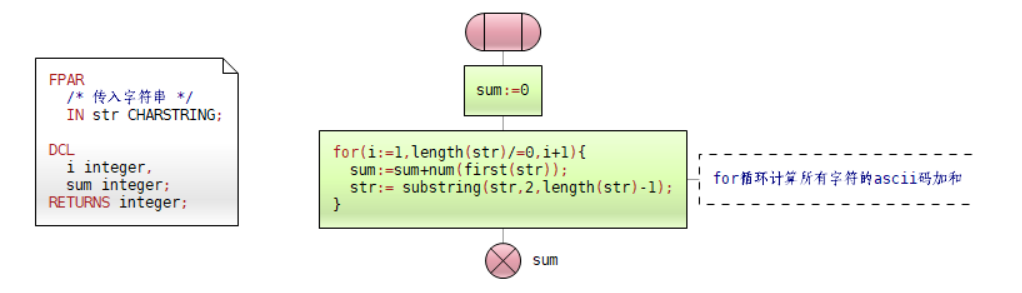 FPAR
/* 传入字符串 */
IN str CHARSTRING;
DCL
i integer,
sum integer;
RETURNS integer;
sum:=0
for(i:=1,length(str)/=0,i+1){
sum:=sum+num(first(str));
str:= substring(str,2,length(str)-1);
}
for循环计算所有字符的ascii码加和
sum